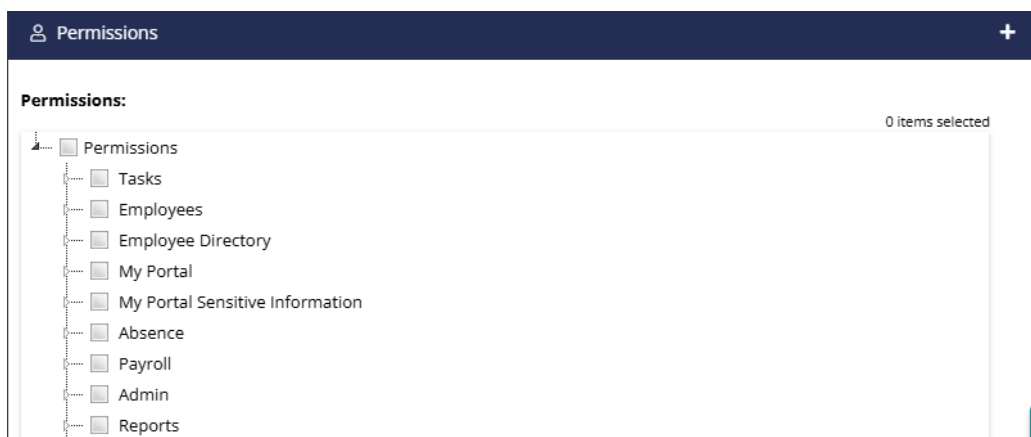 Permissions
Permissions:
0 items selected
Permissions
Tasks
Employees
Employee Directory
My Portal
My Portal Sensitive Information
Absence
Payroll
Admin
Reports